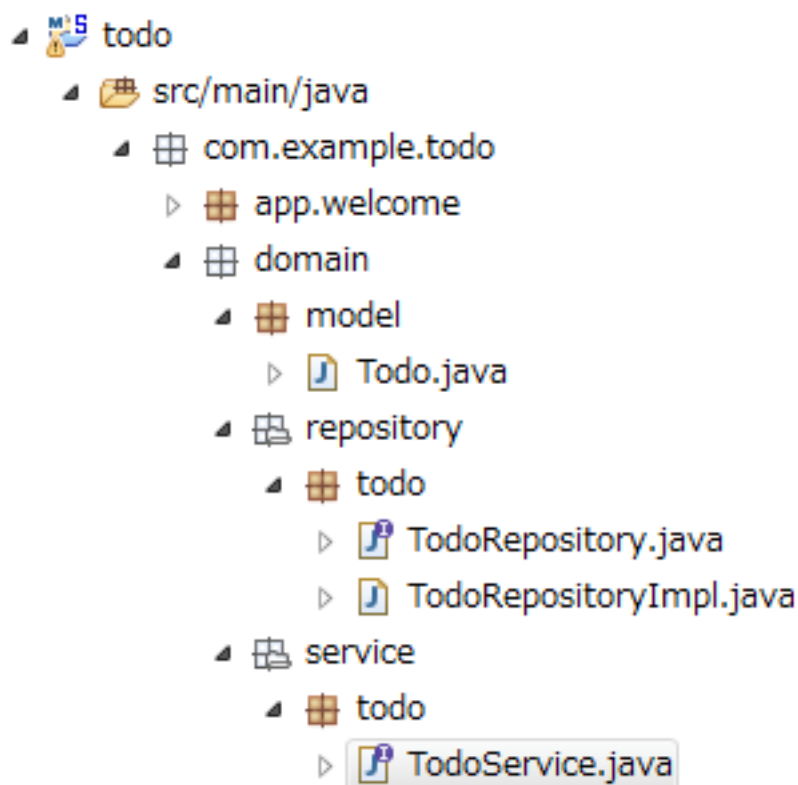 todo
src/main/java
com.example.todo
app.welcome
domain
model
Todo.java
repository
todo
TodoRepository.java
TodoRepositoryImpl.java
service
todo
TodoService.java